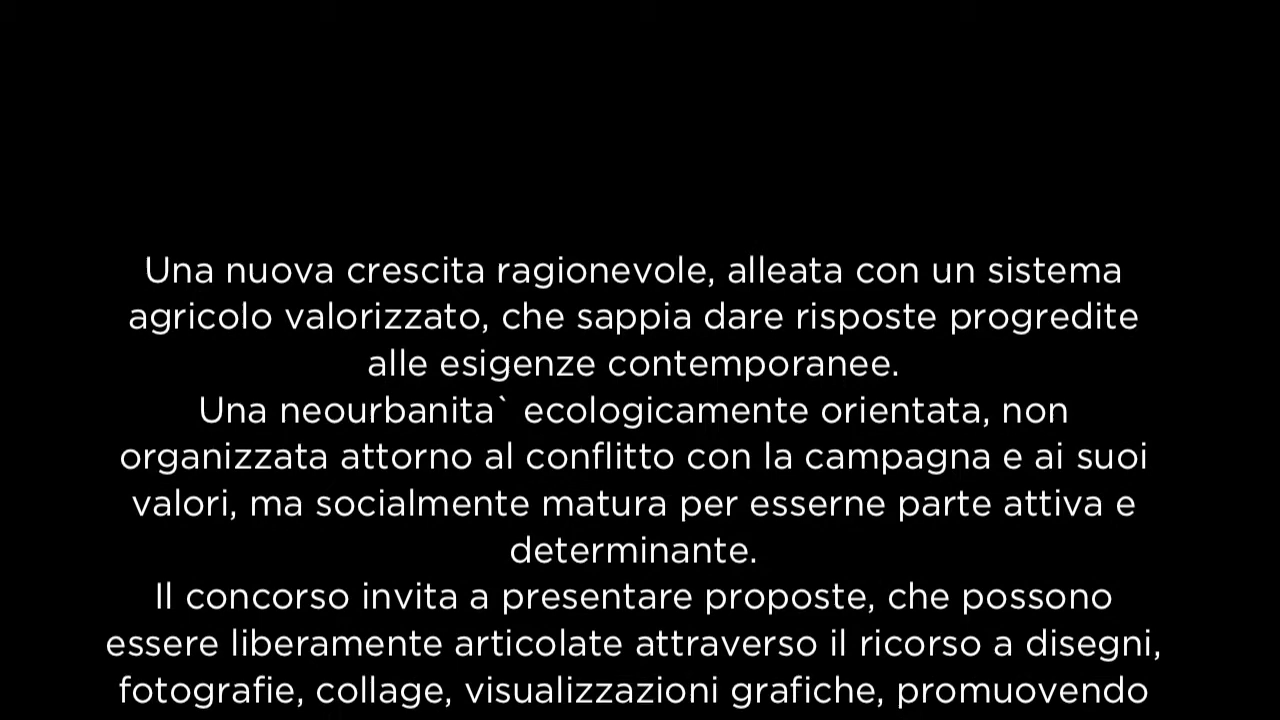 Una nuova crescita ragionevole, alleata con un sistema
agricolo valorizzato, che sappia dare risposte progredite
alle esigenze contemporanee.
Una neourbanita` ecologicamente orientata, non
organizzata attorno al conflitto con la campagna e ai suoi
valori, ma socialmente matura per esserne parte attiva e
determinante.
Il concorso invita a presentare proposte, che possono
essere liberamente articolate attraverso il ricorso a disegni,
fotografie, collage, visualizzazioni grafiche, promuovendo